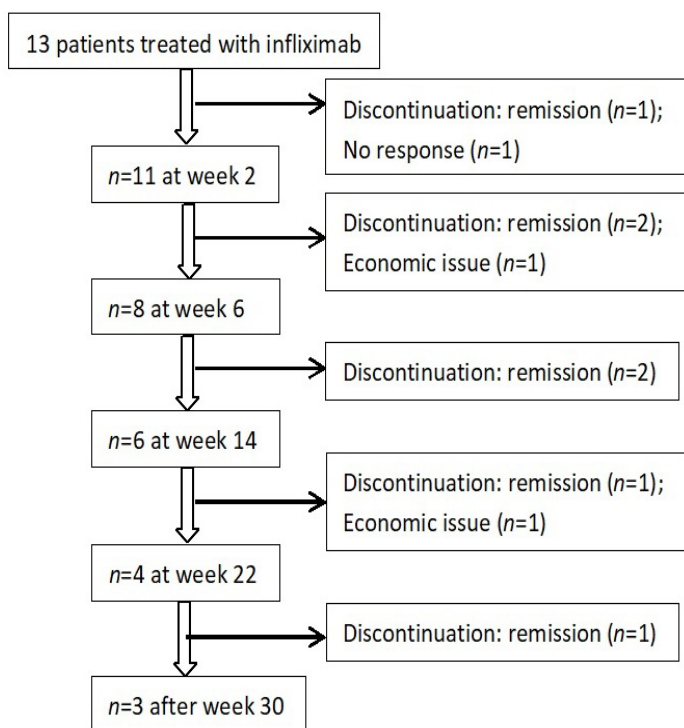 13 patients treated with infliximab
Discontinuation: remission (n=1);
No response (n=1)
n=11 at week 2
Discontinuation: remission (n=2);
Economic issue (n=1)
n=8 at week 6
Discontinuation: remission (n=2)
n=6 at week 14
Discontinuation: remission (n=1);
Economic issue (n=1)
n=4 at week 22
Discontinuation: remission (n=1)
n=3 after week 30